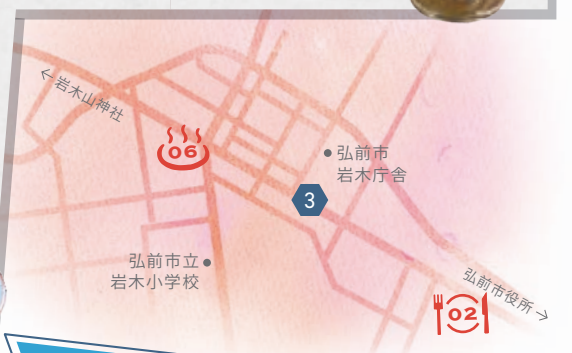 ← 岩木山神社
06
弘前市
岩木庁舎
3
弘前市立
岩木小学校
弘前市役所 →
02